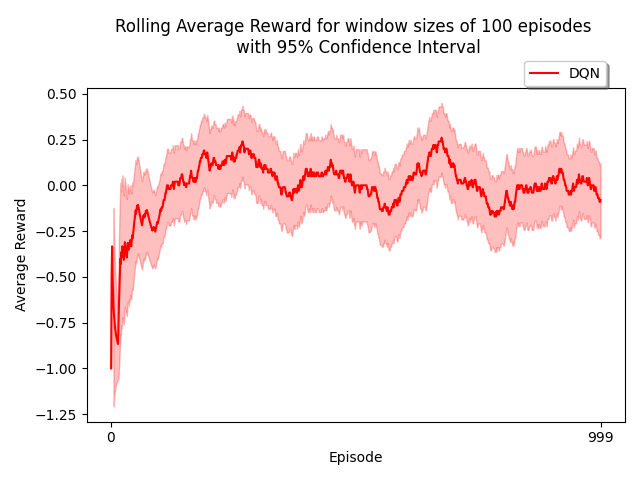 Rolling Average Reward for window sizes of 100 episodes
with 95% Confidence Interval
DQN
0.50
0.25
0.00
−0.25
−0.50
−0.75
−1.00
−1.25
Average Reward
0
999
Episode